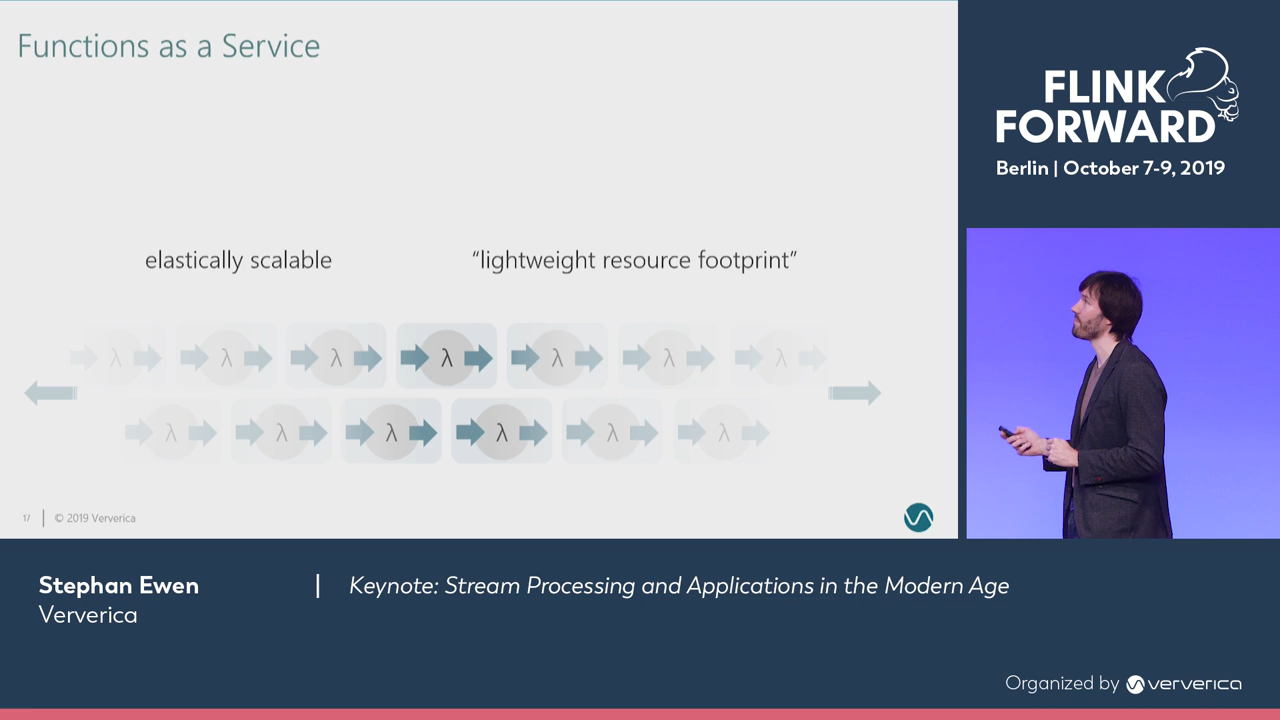 Functions as a Service
elastically scalable
“lightweight resource footprint”
λ λ λ λ λ λ λ
λ λ λ λ λ λ
17 | © 2019 Ververica
FLINK
FORWARD
Berlin | October 7-9, 2019
Stephan Ewen | Keynote: Stream Processing and Applications in the Modern Age
Ververica
Organized by ververica